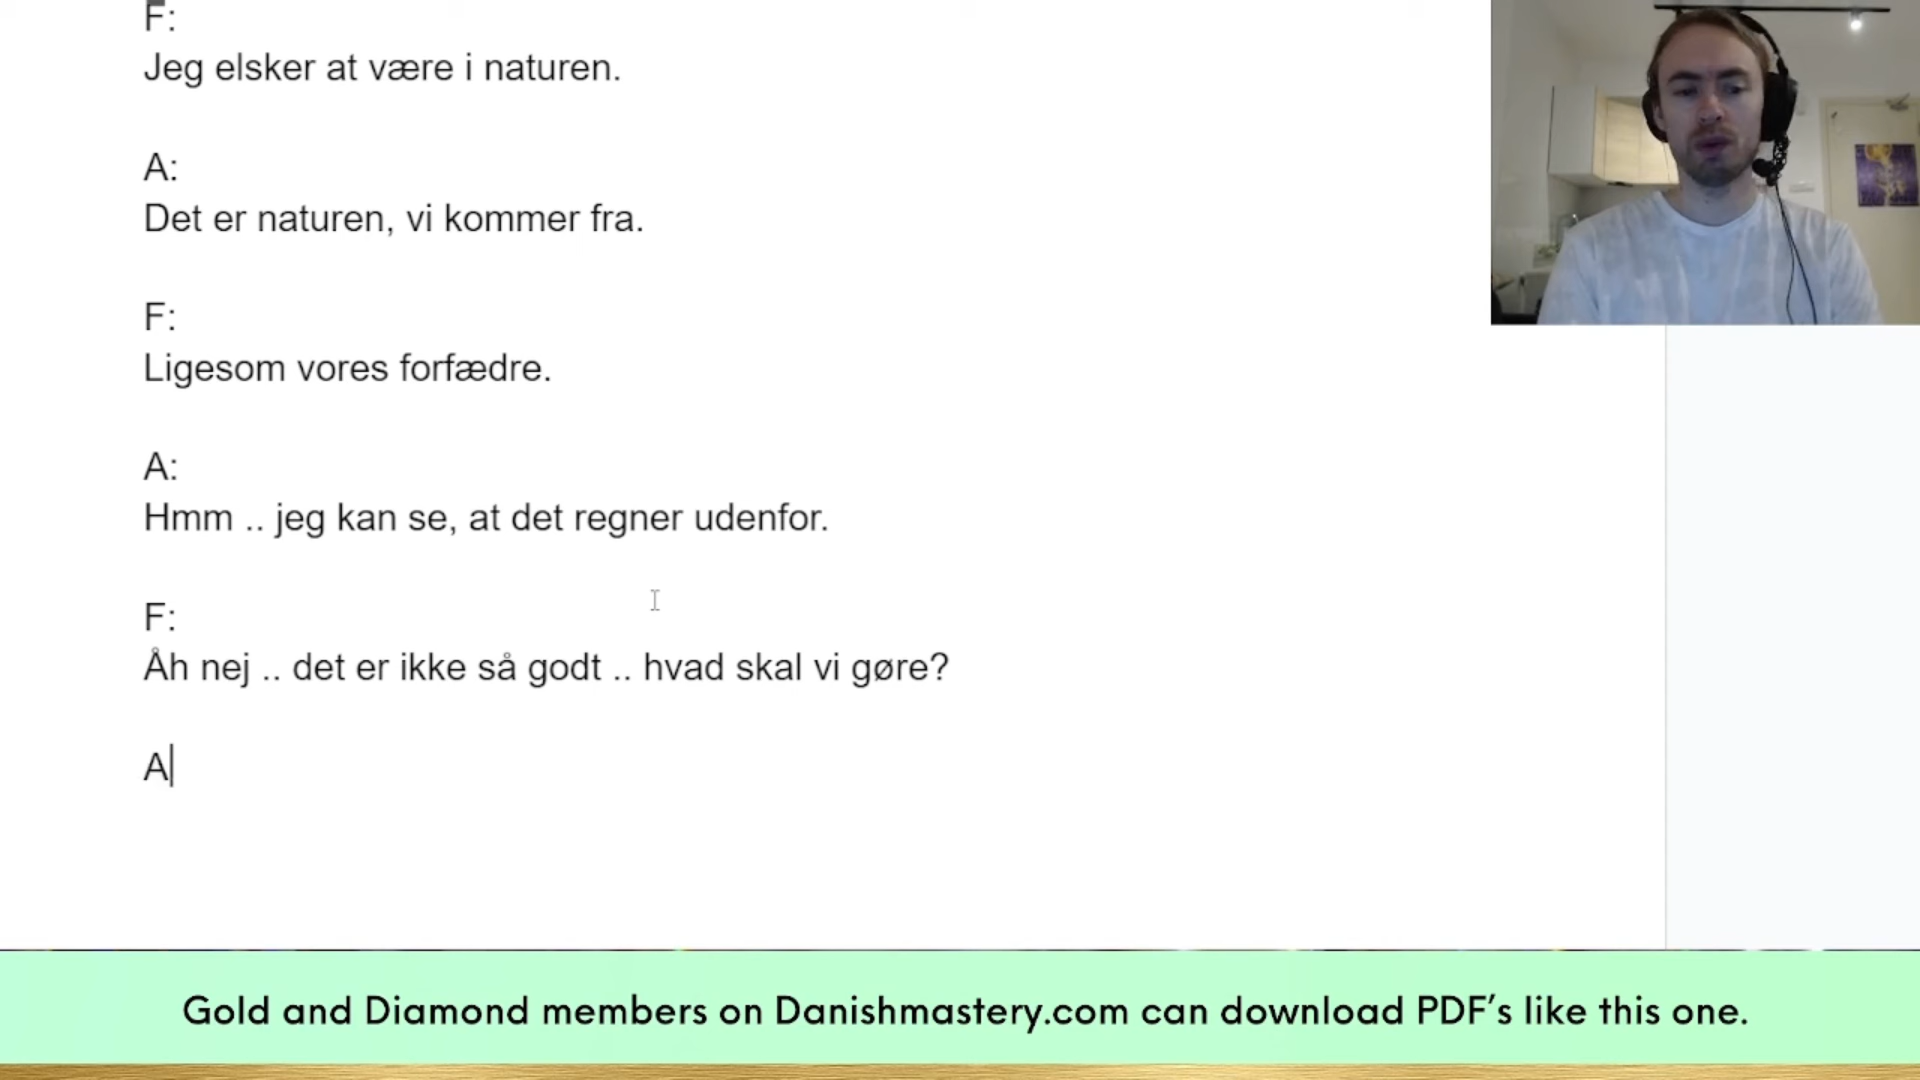 F:
Jeg elsker at være i naturen.
A:
Det er naturen, vi kommer fra.
F:
Ligesom vores forfædre.
A:
Hmm .. jeg kan se, at det regner udenfor.
F:
Åh nej .. det er ikke så godt .. hvad skal vi gøre?
A
Gold and Diamond members on Danishmastery.com can download PDF’s like this one.